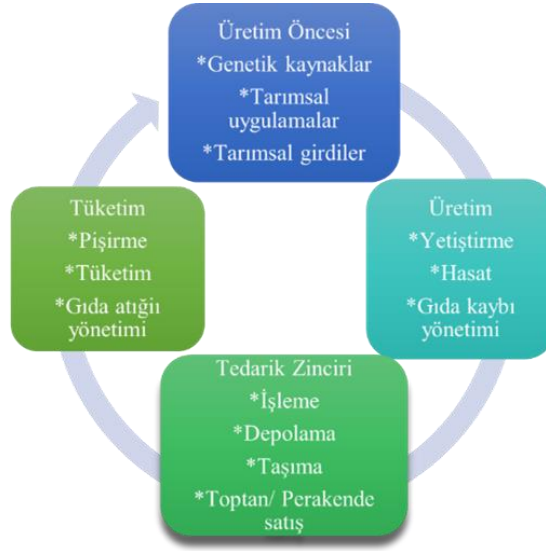 Üretim Öncesi
*Genetik kaynaklar
*Tarımsal
uygulamalar
*Tarımsal girdiler
Üretim
*Yetiştirme
*Hasat
*Gıda kaybı
yönetimi
Tedarik Zinciri
*İşleme
*Depolama
*Taşıma
*Toptan/ Perakende
satış
Tüketim
*Pişirme
*Tüketim
*Gıda atığıı
yönetimi